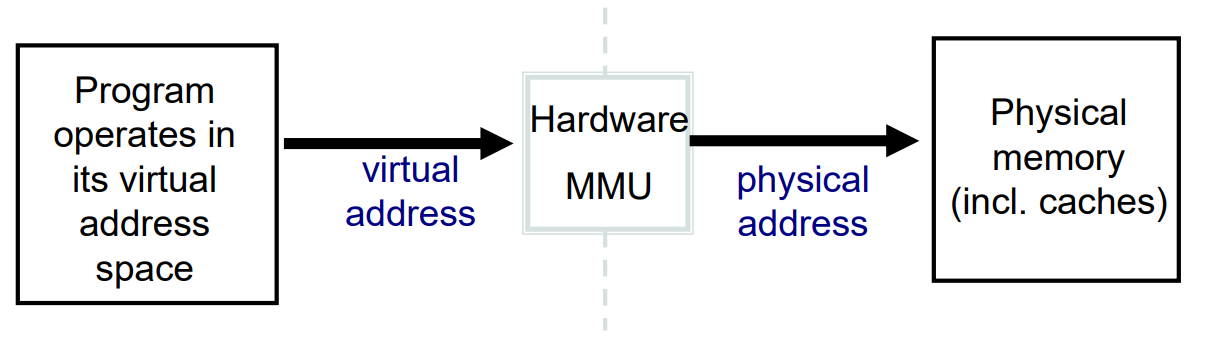 Program
operates in
its virtual
address
space
virtual
address
Hardware
MMU
physical
address
Physical
memory
(incl. caches)